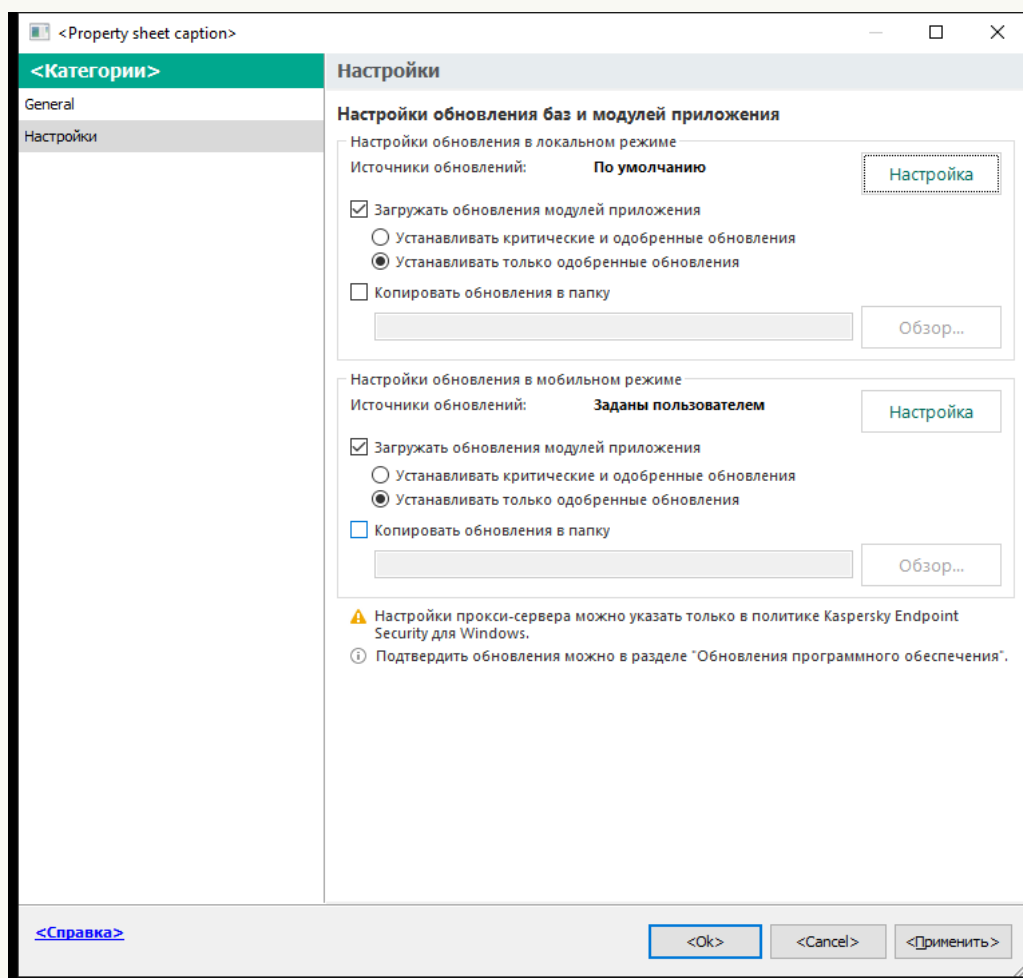 <Property sheet caption>
<Категории>
General
Настройки
Настройки
Настройки обновления баз и модулей приложения
Настройки обновления в локальном режиме
Источники обновлений: По умолчанию
Настройка
Загружать обновления модулей приложения
Устанавливать критические и одобренные обновления
Устанавливать только одобренные обновления
Копировать обновления в папку
Обзор...
Настройки обновления в мобильном режиме
Источники обновлений: Заданы пользователем
Настройка
Загружать обновления модулей приложения
Устанавливать критические и одобренные обновления
Устанавливать только одобренные обновления
Копировать обновления в папку
Обзор...
Настройки прокси-сервера можно указать только в политике Kaspersky Endpoint
Security для Windows.
Подтвердить обновления можно в разделе "Обновления программного обеспечения".
<Справка>
<Ok> <Cancel> <Применить>